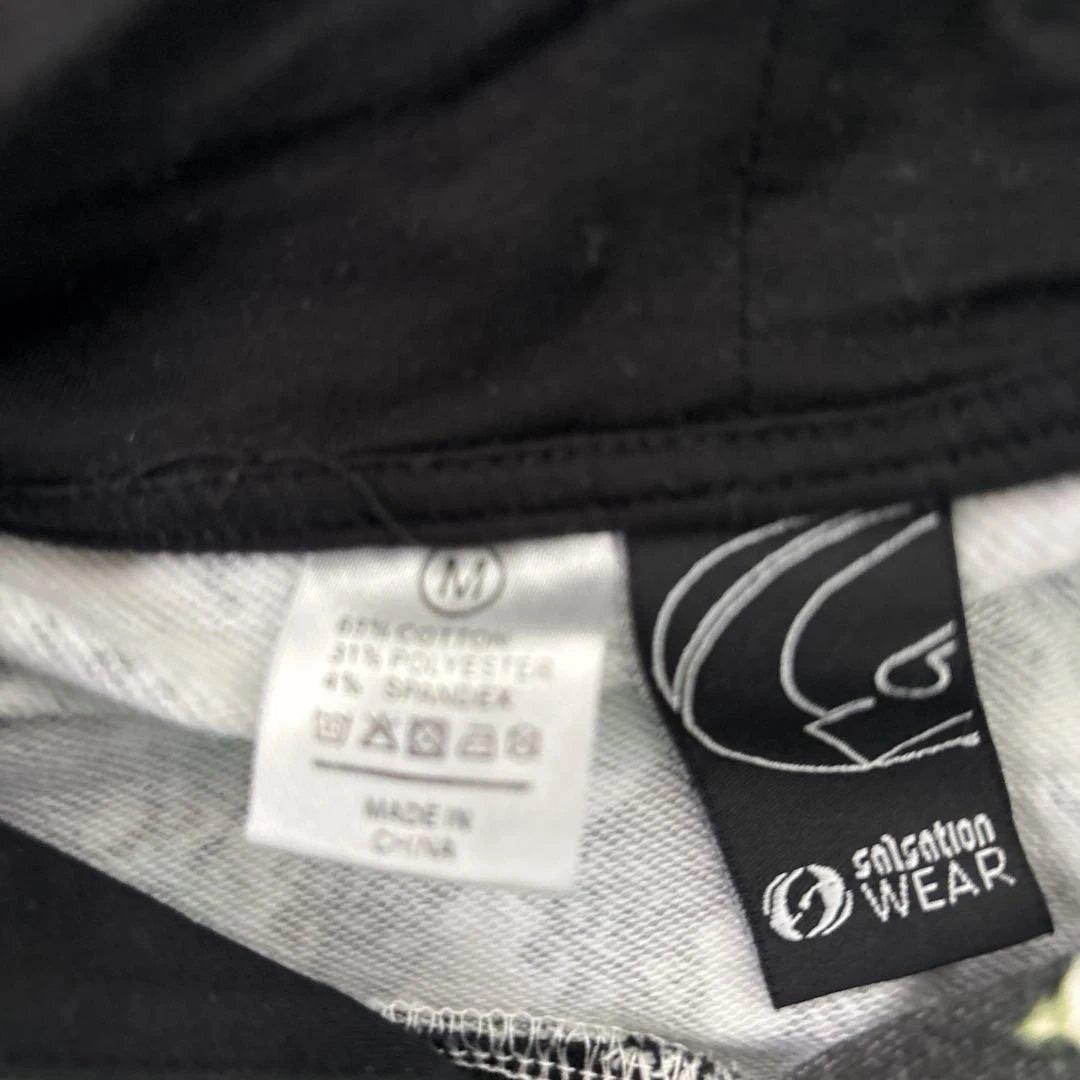 M
65% COTTON
31% POLYESTER
4% SPANDEX
MADE IN
CHINA
salsation
WEAR